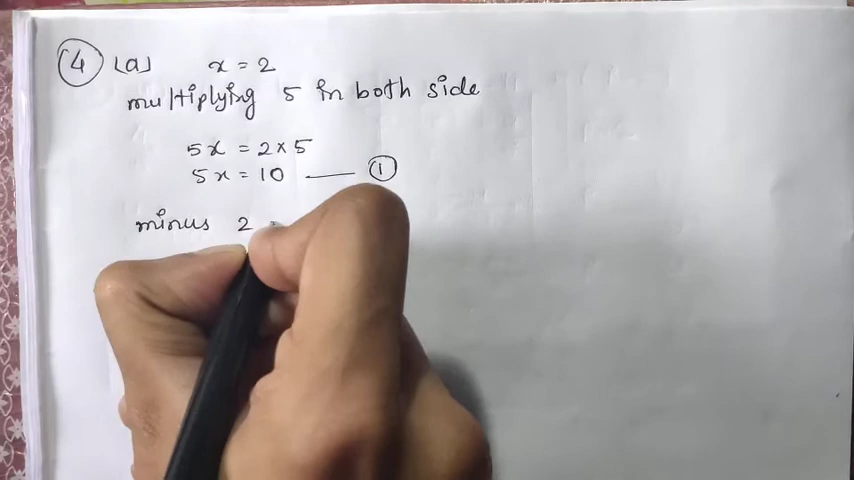 4 [a] x = 2
multiplying 5 in both side
5x = 2 × 5
5x = 10 —— 1
minus 2